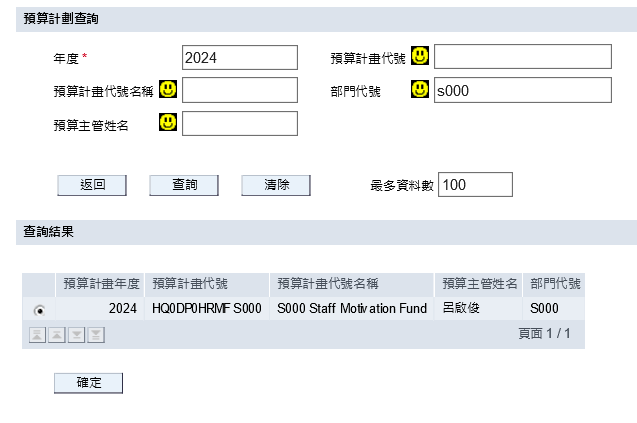 預算計劃查詢
年度 * 2024 預算計畫代號
預算計畫代號名稱 部門代號 s000
預算主管姓名
返回 查詢 清除 最多資料數 100
查詢結果
預算計畫年度 預算計畫代號 預算計畫代號名稱 預算主管姓名 部門代號
2024 HQ0DP0HRMFS000 S000 Staff Motivation Fund 呂啟俊 S000
頁面 1 / 1
確定